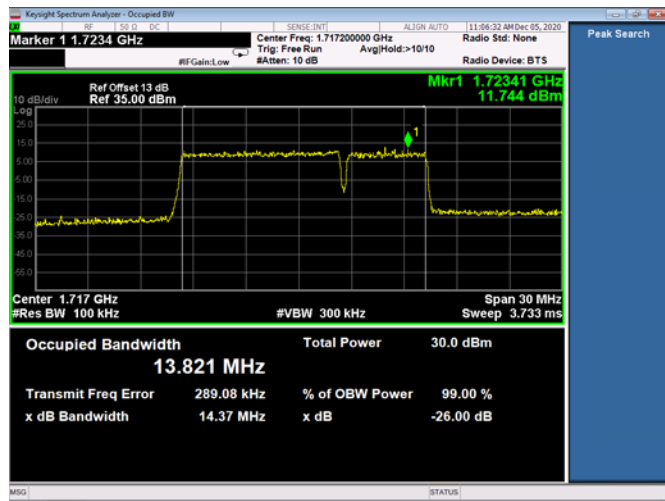 Keysight Spectrum Analyzer - Occupied BW
RF 50 Ω DC SENSE:INT ALIGN AUTO 11:06:32 AM Dec 05, 2020
Marker 1 1.7234 GHz
Center Freq: 1.717200000 GHz Radio Std: None
Trig: Free Run Avg|Hold:>10/10
#IFGain:Low #Atten: 10 dB Radio Device: BTS
Peak Search
Ref Offset 13 dB Mkr1 1.72341 GHz
10 dB/div Ref 35.00 dBm 11.744 dBm
Log
25.0
15.0
1
5.00
-5.00
-15.0
-25.0
-35.0
-45.0
-55.0
Center 1.717 GHz Span 30 MHz
#Res BW 100 kHz #VBW 300 kHz Sweep 3.733 ms
Occupied Bandwidth Total Power 30.0 dBm
13.821 MHz
Transmit Freq Error 289.08 kHz % of OBW Power 99.00 %
x dB Bandwidth 14.37 MHz x dB -26.00 dB
MSG STATUS